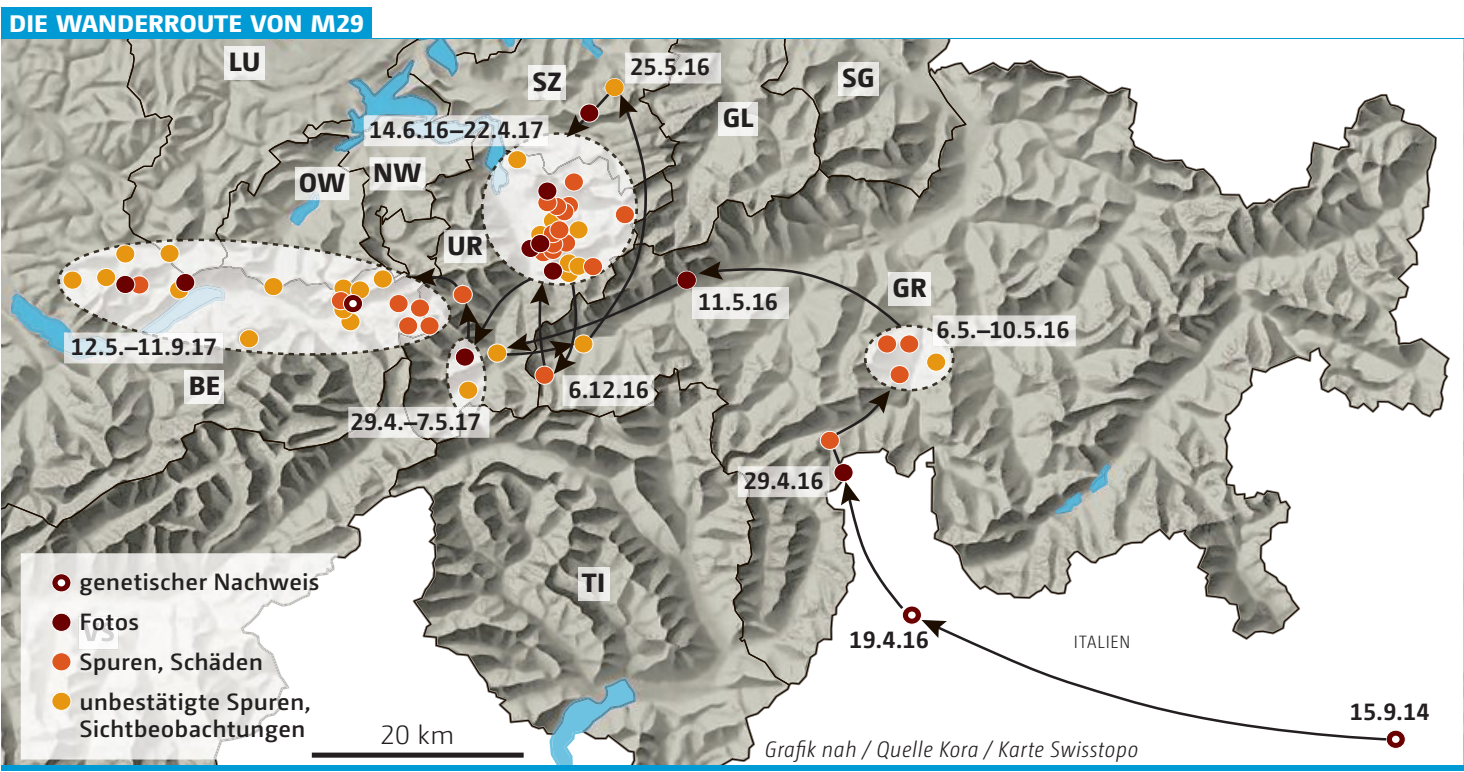 DIE WANDERROUTE VON M29
LU
SZ
25.5.16
SG
GL
14.6.16–22.4.17
NW
OW
UR
GR
11.5.16
6.5.–10.5.16
12.5.–11.9.17
BE
6.12.16
29.4.–7.5.17
29.4.16
TI
genetischer Nachweis
Fotos
VS
Spuren, Schäden
unbestätigte Spuren,
Sichtbeobachtungen
19.4.16
ITALIEN
15.9.14
20 km
Grafik nah / Quelle Kora / Karte Swisstopo